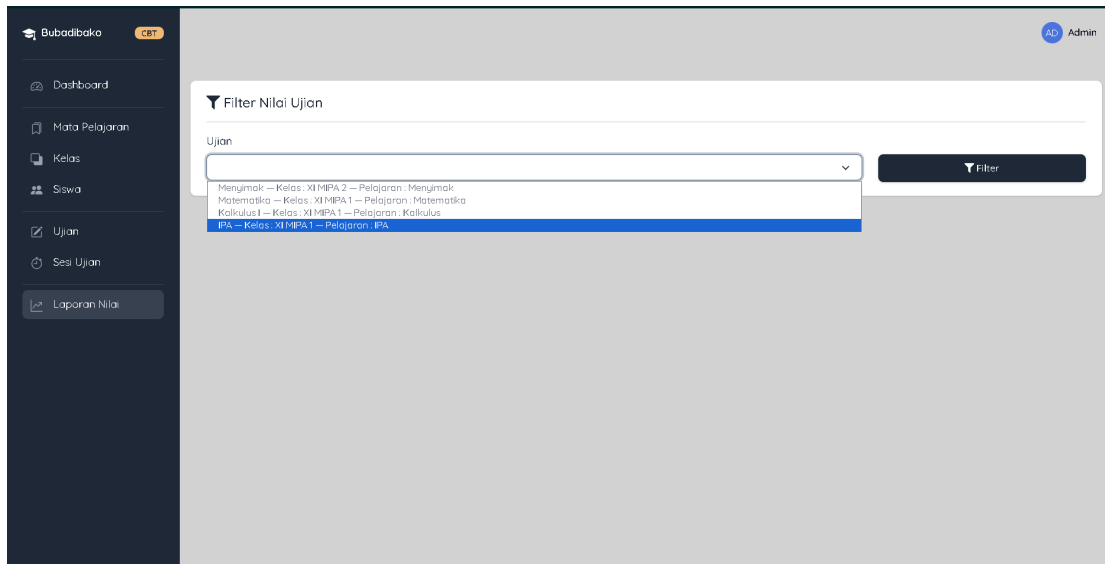 Bubadibako CBT
AD Admin
Dashboard
Mata Pelajaran
Kelas
Siswa
Ujian
Sesi Ujian
Laporan Nilai
Filter Nilai Ujian
Ujian
Filter
Menyimak — Kelas : XI MIPA 2 — Pelajaran : Menyimak
Matematika — Kelas : XI MIPA 1 — Pelajaran : Matematika
Kalkulus I — Kelas : XI MIPA 1 — Pelajaran : Kalkulus
IPA — Kelas : XI MIPA 1 — Pelajaran : IPA